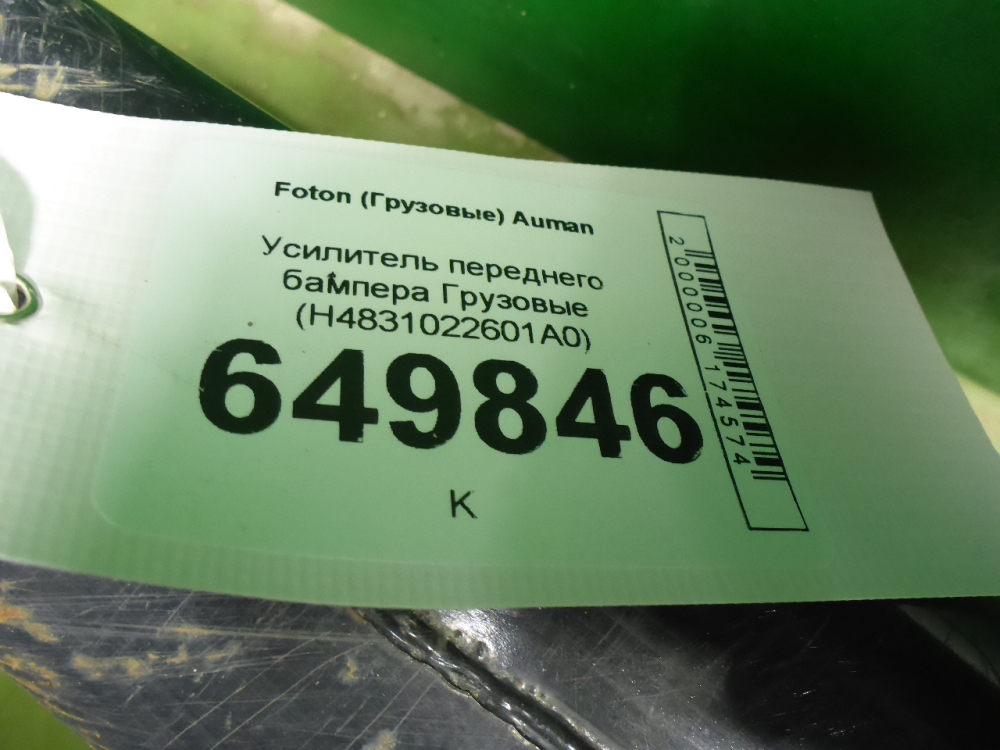 Foton (Грузовые) Auman
Усилитель переднего
бампера Грузовые
(H4831022601A0)
649846
К
2000006174574